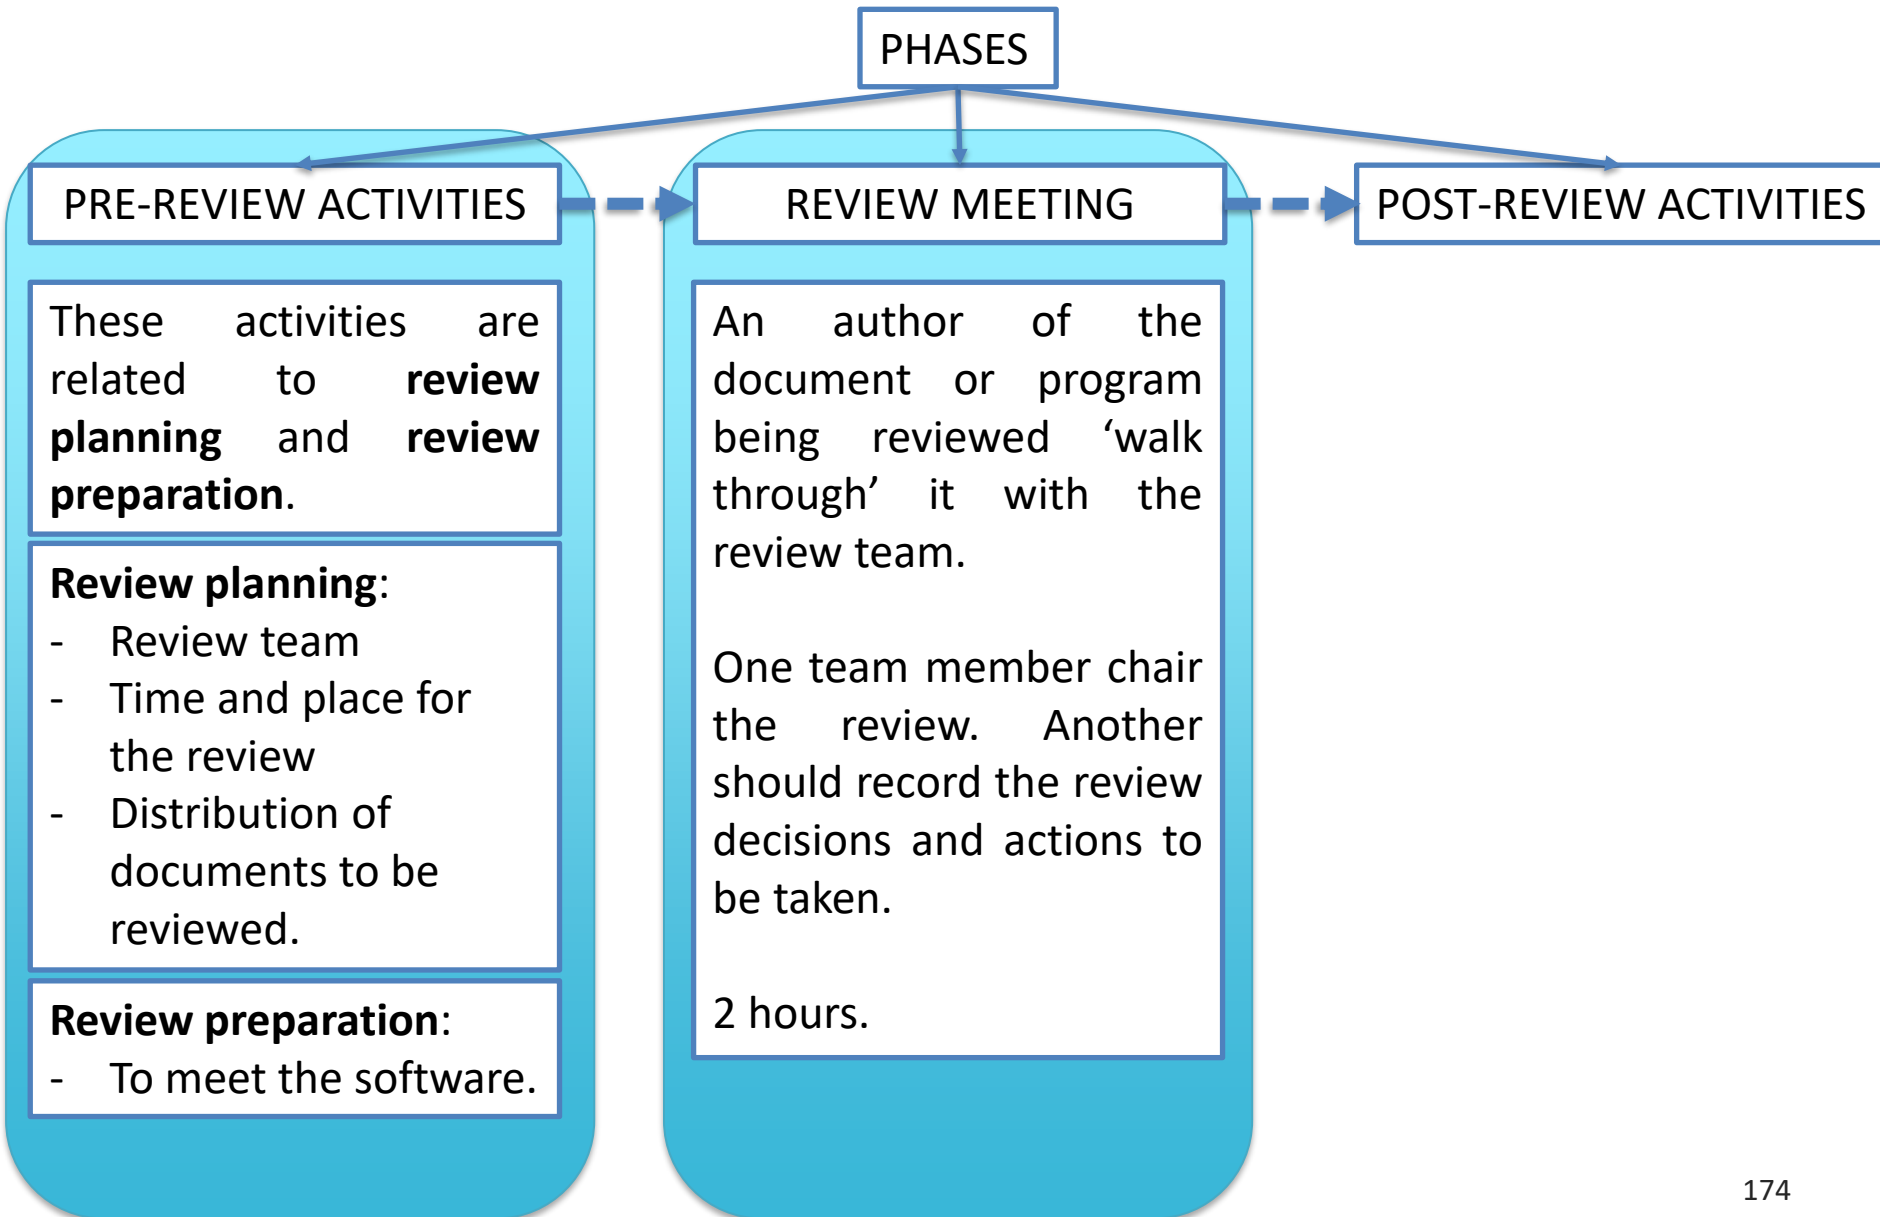 PHASES
PRE-REVIEW ACTIVITIES
REVIEW MEETING
POST-REVIEW ACTIVITIES
These activities are
related to review
planning and review
preparation.
Review planning:
- Review team
- Time and place for
the review
- Distribution of
documents to be
reviewed.
Review preparation:
- To meet the software.
An author of the
document or program
being reviewed ‘walk
through’ it with the
review team.
One team member chair
the review. Another
should record the review
decisions and actions to
be taken.
2 hours.
174